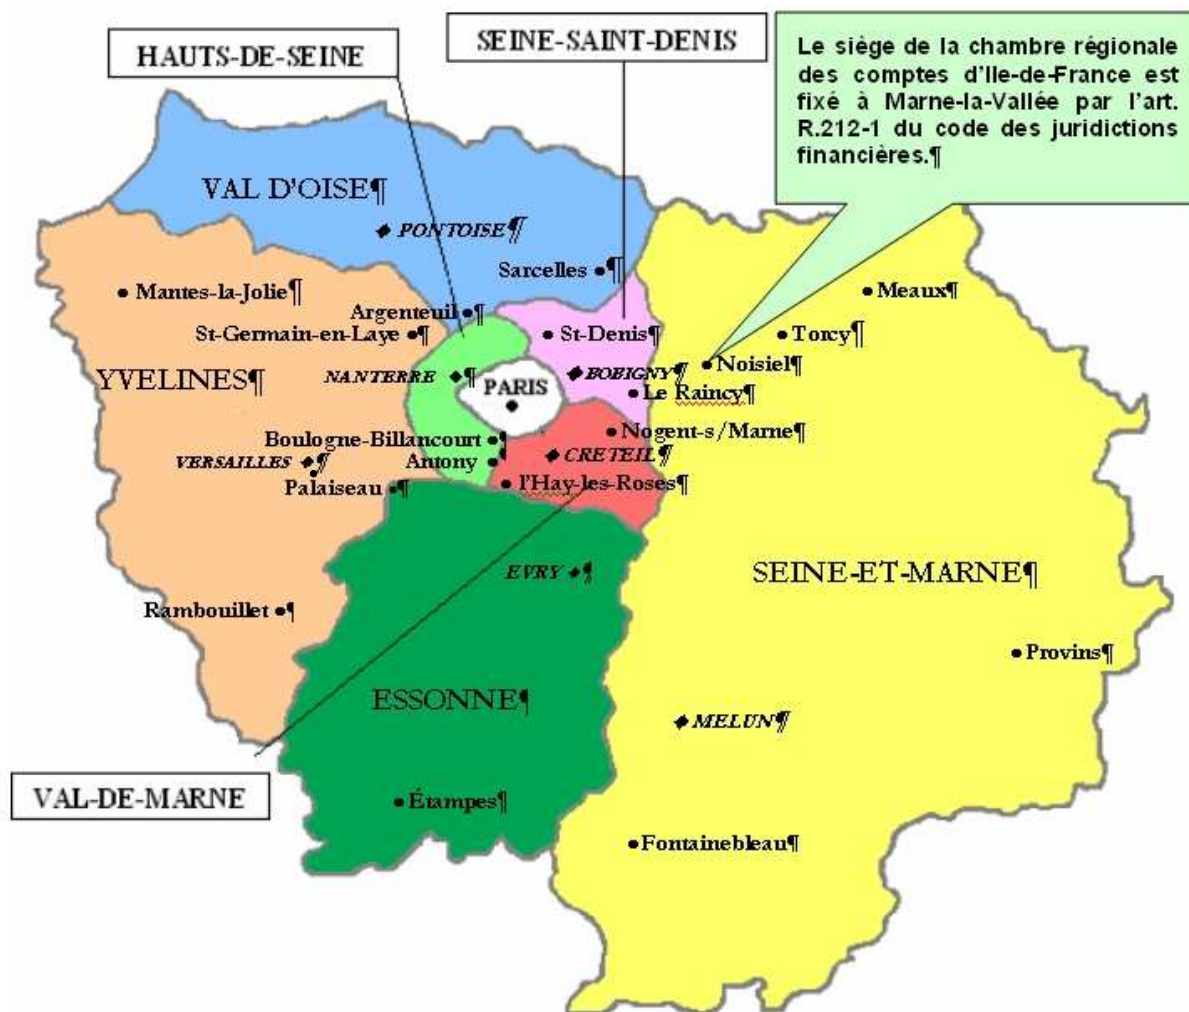 HAUTS-DE-SEINE
SEINE-SAINT-DENIS
Le siège de la chambre régionale
des comptes d'Ile-de-France est
fixé à Marne-la-Vallée par l'art.
R.212-1 du code des juridictions
financières.¶
VAL D'OISE¶
PONTOISE¶
Sarcelles ¶
Mantes-la-Jolie¶
Meaux¶
Argenteuil ¶
St-Germain-en-Laye ¶
St-Denis¶
Torcy¶
Noisiel¶
YVELINES¶
NANTERRE ¶
PARIS
BOBIGNY¶
Le Raincy¶
Boulogne-Billancourt ¶
Nogent-s/Marne¶
VERSAILLES ¶
Antony ¶
CRETEIL¶
Palaiseau ¶
l'Hay-les-Roses¶
EVRY ¶
SEINE-ET-MARNE¶
Rambouillet ¶
Provins¶
ESSONNE¶
MELUN¶
VAL-DE-MARNE
Étampes¶
Fontainebleau¶